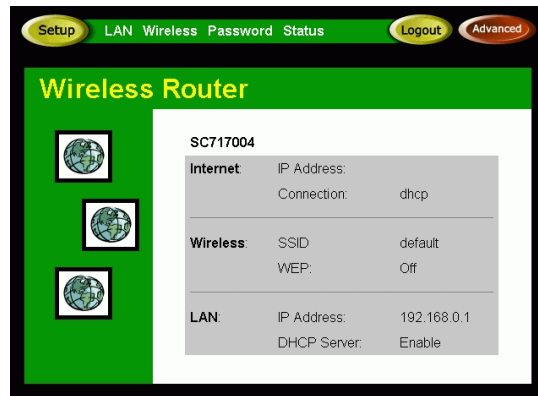 Setup LAN Wireless Password Status Logout Advanced
Wireless Router
SC717004
Internet: IP Address:
Connection: dhcp
Wireless: SSID default
WEP: Off
LAN: IP Address: 192.168.0.1
DHCP Server: Enable